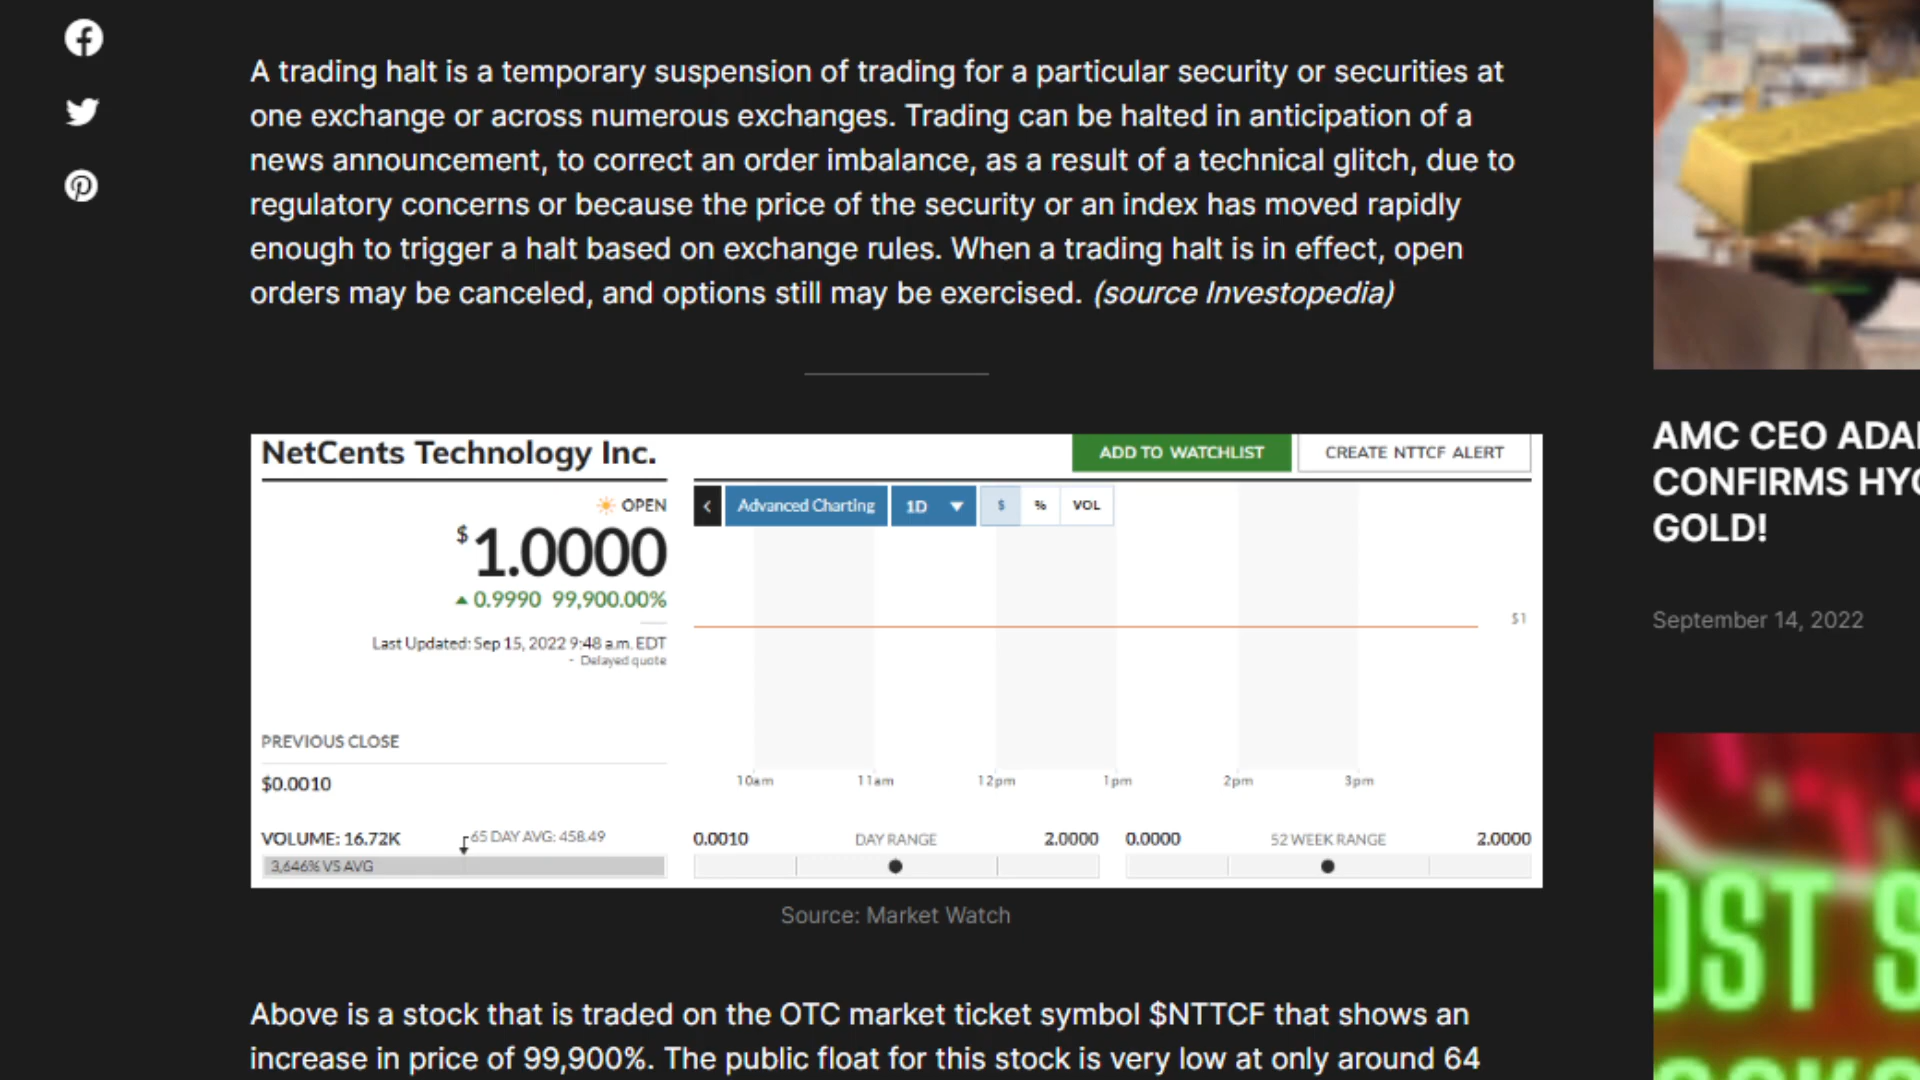 A trading halt is a temporary suspension of trading for a particular security or securities at
one exchange or across numerous exchanges. Trading can be halted in anticipation of a
news announcement, to correct an order imbalance, as a result of a technical glitch, due to
regulatory concerns or because the price of the security or an index has moved rapidly
enough to trigger a halt based on exchange rules. When a trading halt is in effect, open
orders may be canceled, and options still may be exercised. (source Investopedia)
NetCents Technology Inc.
ADD TO WATCHLIST
CREATE NTTCF ALERT
OPEN
$1.0000
0.9990 99,900.00%
Last Updated: Sep 15, 2022 9:48 a.m. EDT
- Delayed quote
PREVIOUS CLOSE
$0.0010
VOLUME: 16.72K
65 DAY AVG: 458.49
3,646% VS AVG
Advanced Charting
1D
$
%
VOL
$1
10am 11am 12pm 1pm 2pm 3pm
0.0010 DAY RANGE 2.0000
0.0000 52 WEEK RANGE 2.0000
Source: Market Watch
Above is a stock that is traded on the OTC market ticket symbol $NTTCF that shows an
increase in price of 99,900%. The public float for this stock is very low at only around 64
AMC CEO
CONFIRMS
GOLD!
September 14, 2022